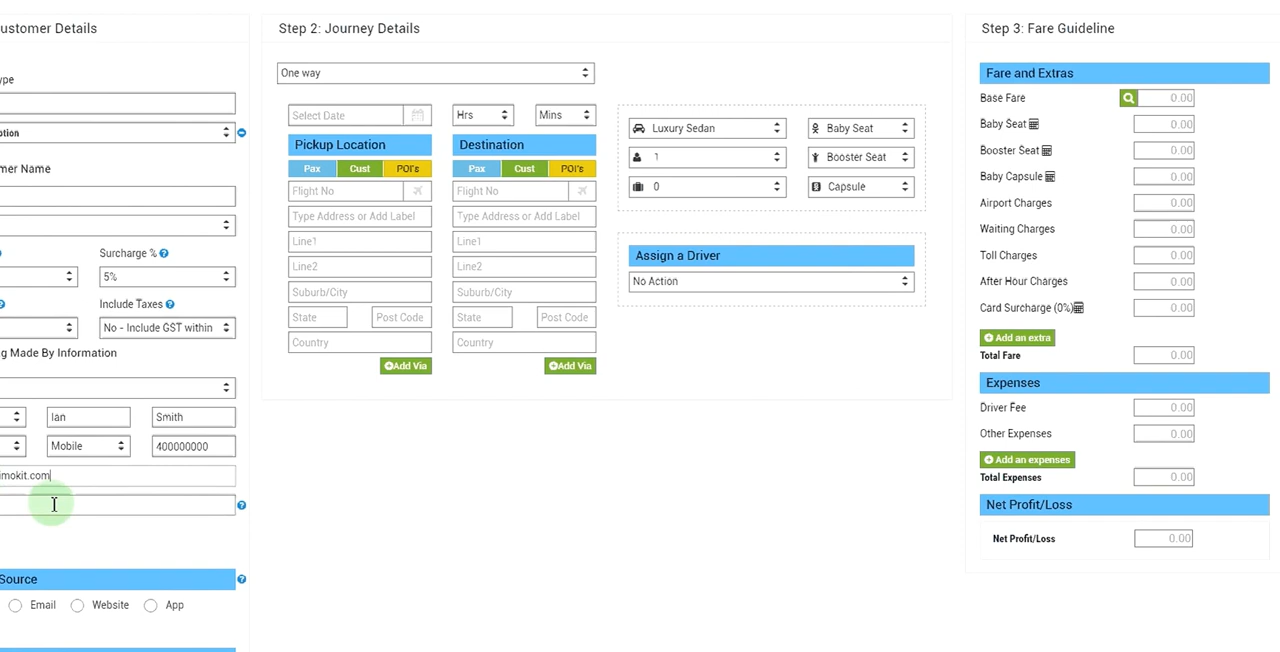 ustomer Details
ype
ption
mer Name
Surcharge %
5%
Include Taxes
No - Include GST within
g Made By Information
Ian
Smith
Mobile
400000000
imokit.com
Source
Email
Website
App
Step 2: Journey Details
One way
Select Date
Hrs
Mins
Pickup Location
Destination
Pax
Cust
POI's
Pax
Cust
POI's
Flight No
Flight No
Type Address or Add Label
Type Address or Add Label
Line1
Line1
Line2
Line2
Suburb/City
Suburb/City
State
Post Code
State
Post Code
Country
Country
Add Via
Add Via
Luxury Sedan
Baby Seat
1
Booster Seat
0
Capsule
Assign a Driver
No Action
Step 3: Fare Guideline
Fare and Extras
Base Fare
0.00
Baby Seat
0.00
Booster Seat
0.00
Baby Capsule
0.00
Airport Charges
0.00
Waiting Charges
0.00
Toll Charges
0.00
After Hour Charges
0.00
Card Surcharge (0%)
0.00
Add an extra
Total Fare
0.00
Expenses
Driver Fee
0.00
Other Expenses
0.00
Add an expenses
Total Expenses
0.00
Net Profit/Loss
Net Profit/Loss
0.00